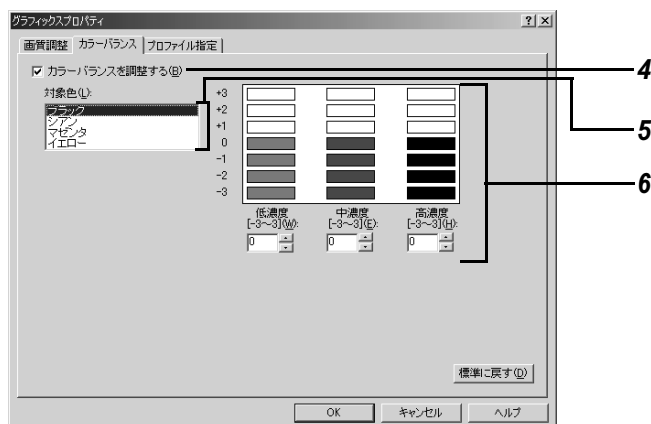 グラフィックスプロパティ
画質調整 カラーバランス プロファイル指定
カラーバランスを調整する(B)
4
対象色(L):
ブラック
シアン
マゼンタ
イエロー
5
+3
+2
+1
0
-1
-2
-3
6
低濃度 中濃度 高濃度
[-3～3](W): [-3～3](E): [-3～3](H):
0 0 0
標準に戻す(D)
OK キャンセル ヘルプ